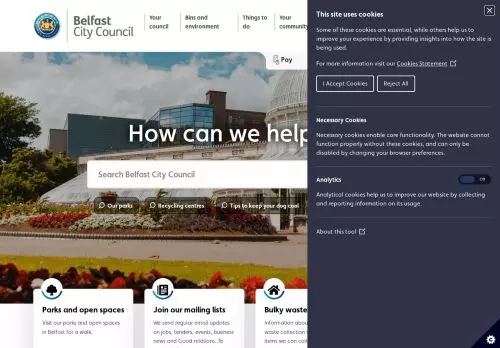 Belfast
City Council
Your
council
Bins and
environment
Things to
do
Your
community
Pay
How can we help
Search Belfast City Council
Our parks
Recycling centres
Tips to keep your dog cool
Parks and open spaces
Visit our parks and open spaces
in Belfast for a walk.
Join our mailing lists
We send regular email updates
on jobs, tenders, events, business
news and Good relations. To
Bulky waste
Information about
waste collection
items we can coll
This site uses cookies
Some of these cookies are essential, while others help us to
improve your experience by providing insights into how the site is
being used.
For more information visit our Cookies Statement
I Accept Cookies
Reject All
Necessary Cookies
Necessary cookies enable core functionality. The website cannot
function properly without these cookies, and can only be
disabled by changing your browser preferences.
Analytics
Off
Analytical cookies help us to improve our website by collecting
and reporting information on its usage.
About this tool